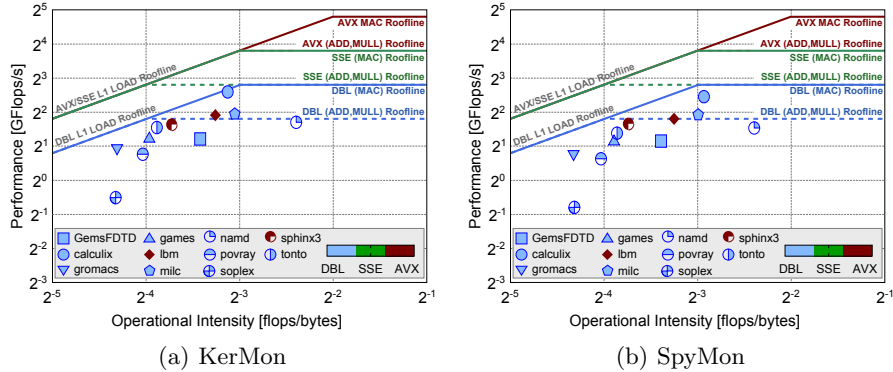 2^5
2^4
2^3
2^2
2^1
2^0
2^-1
2^-2
2^-3
Performance [GFlops/s]
AVX MAC Roofline
AVX (ADD,MULL) Roofline
SSE (MAC) Roofline
SSE (ADD,MULL) Roofline
DBL (MAC) Roofline
DBL (ADD,MULL) Roofline
AVX/SSE L1 LOAD Roofline
DBL L1 LOAD Roofline
GemsFDTD games namd sphinx3
calculix lbm povray tonto
gromacs milc soplex
DBL SSE AVX
2^-5 2^-4 2^-3 2^-2 2^-1
Operational Intensity [flops/bytes]
(a) KerMon
2^5
2^4
2^3
2^2
2^1
2^0
2^-1
2^-2
2^-3
Performance [GFlops/s]
AVX MAC Roofline
AVX (ADD,MULL) Roofline
SSE (MAC) Roofline
SSE (ADD,MULL) Roofline
DBL (MAC) Roofline
DBL (ADD,MULL) Roofline
AVX/SSE L1 LOAD Roofline
DBL L1 LOAD Roofline
GemsFDTD games namd sphinx3
calculix lbm povray tonto
gromacs milc soplex
DBL SSE AVX
2^-5 2^-4 2^-3 2^-2 2^-1
Operational Intensity [flops/bytes]
(b) SpyMon